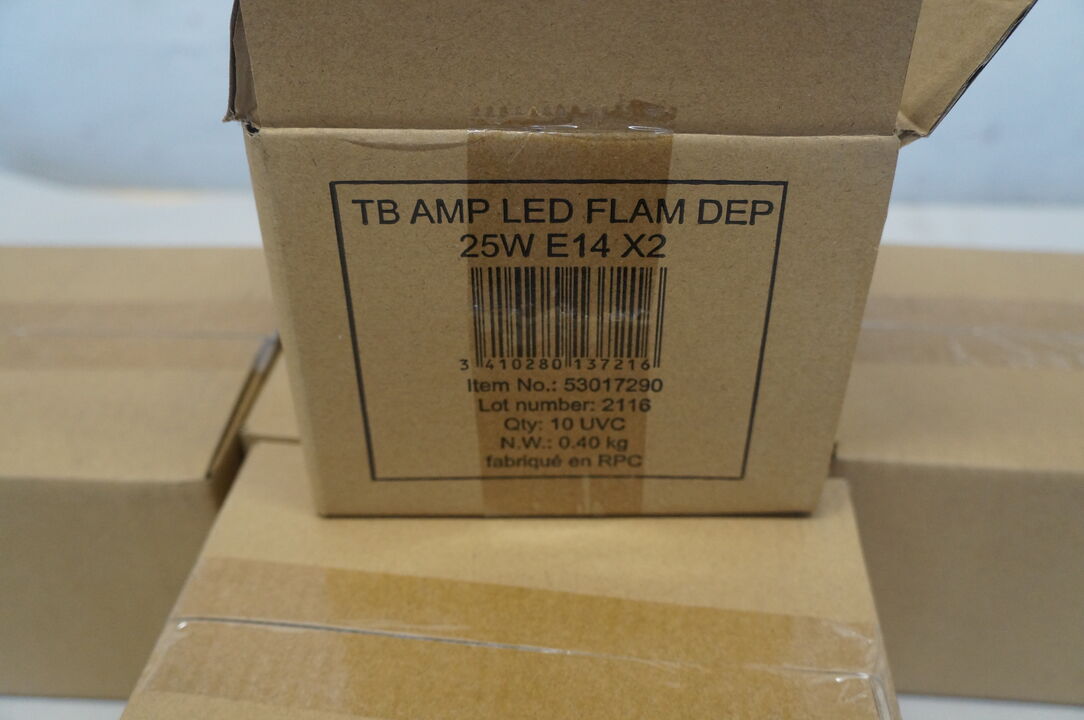 TB AMP LED FLAM DEP
25W E14 X2
3 410280 137216
Item No.: 53017290
Lot number: 2116
Qty: 10 UVC
N.W.: 0.40 kg
fabriqué en RPC